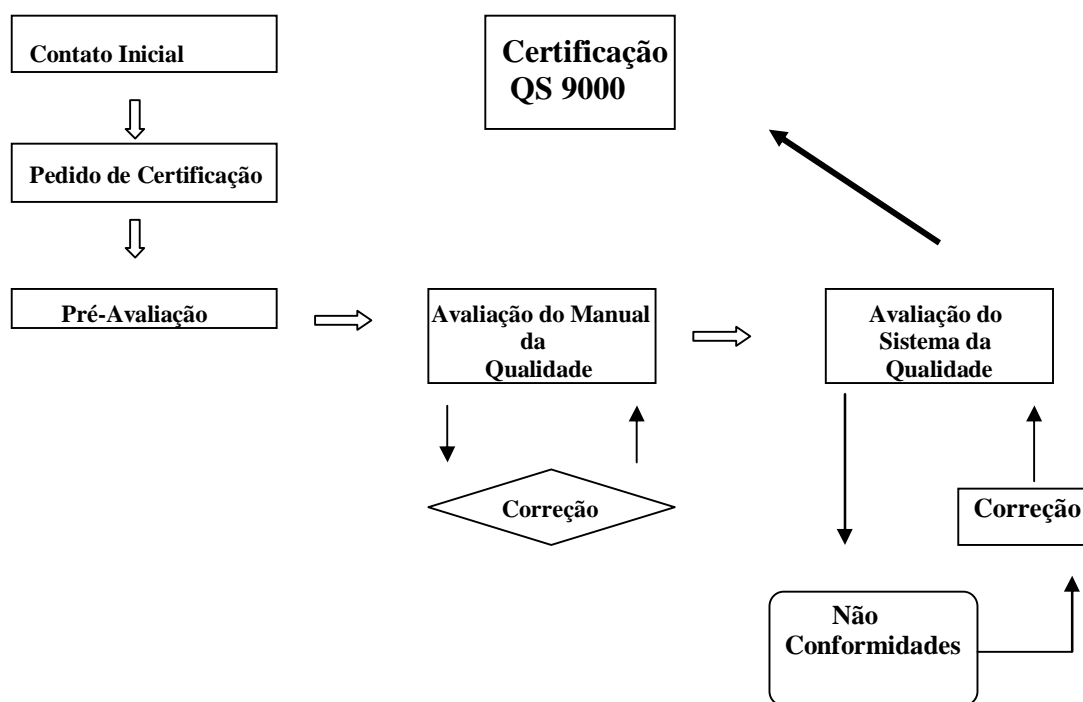 Contato Inicial
Certificação
QS 9000
Pedido de Certificação
Pré-Avaliação
Avaliação do Manual
da
Qualidade
Avaliação do
Sistema da
Qualidade
Correção
Correção
Não
Conformidades